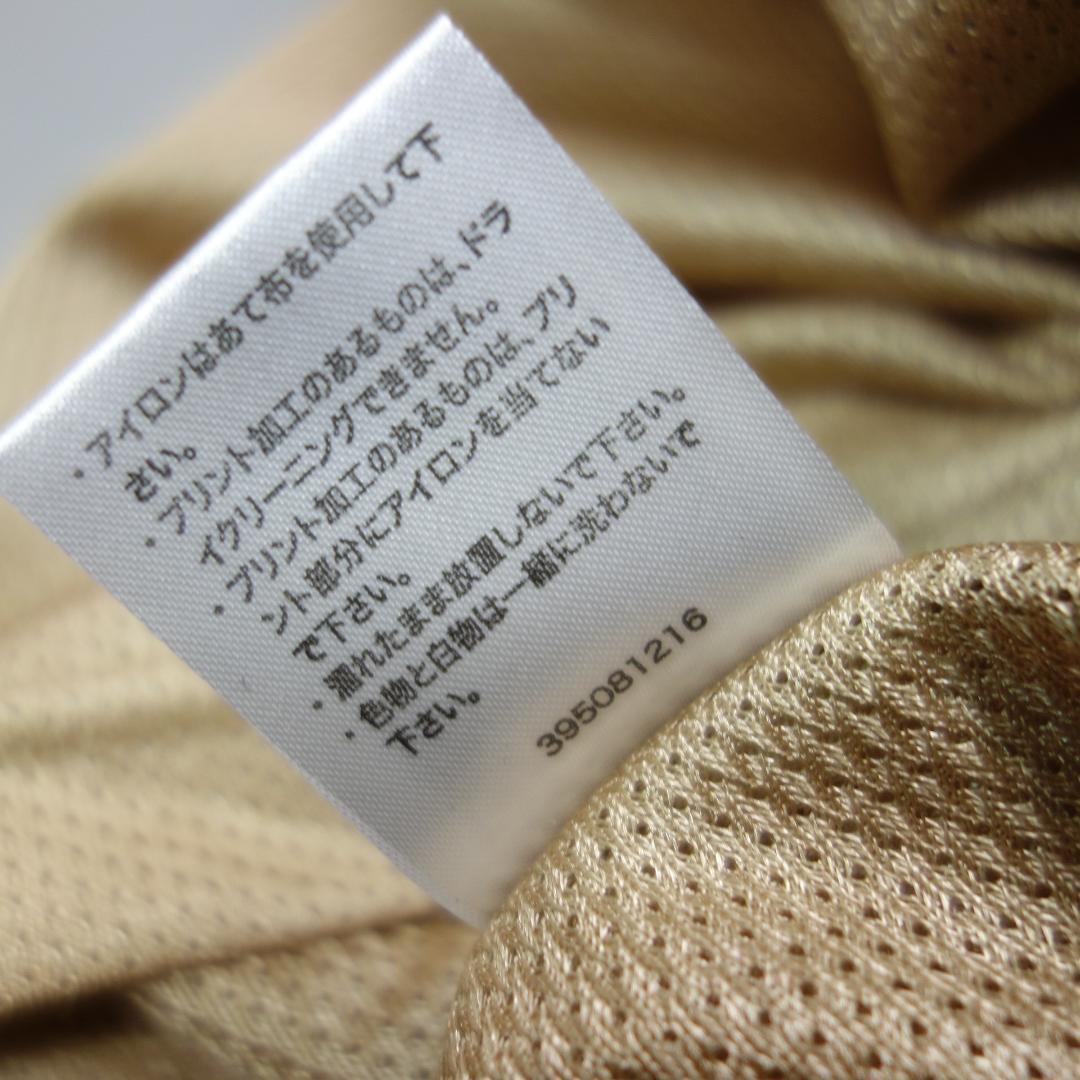 ・アイロンはあて布を使用して下
さい。
・プリント加工のあるものは、ドラ
イクリーニングできません。
・プリント加工のあるものは、プリ
ント部分にアイロンを当てない
で下さい。
・濡れたまま放置しないで下さい。
・色物と白物は一緒に洗わないで
下さい。
395081216